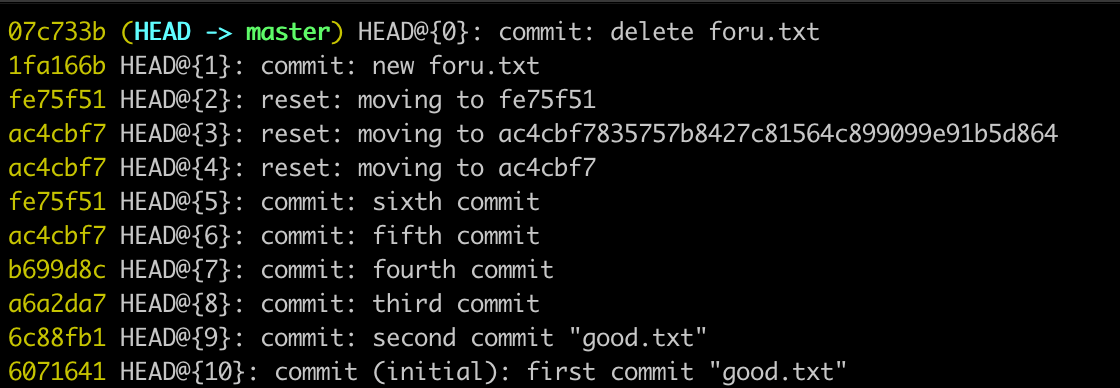 07c733b (HEAD -> master) HEAD@{0}: commit: delete foru.txt
1fa166b HEAD@{1}: commit: new foru.txt
fe75f51 HEAD@{2}: reset: moving to fe75f51
ac4cbf7 HEAD@{3}: reset: moving to ac4cbf7835757b8427c81564c899099e91b5d864
ac4cbf7 HEAD@{4}: reset: moving to ac4cbf7
fe75f51 HEAD@{5}: commit: sixth commit
ac4cbf7 HEAD@{6}: commit: fifth commit
b699d8c HEAD@{7}: commit: fourth commit
a6a2da7 HEAD@{8}: commit: third commit
6c88fb1 HEAD@{9}: commit: second commit "good.txt"
6071641 HEAD@{10}: commit (initial): first commit "good.txt"